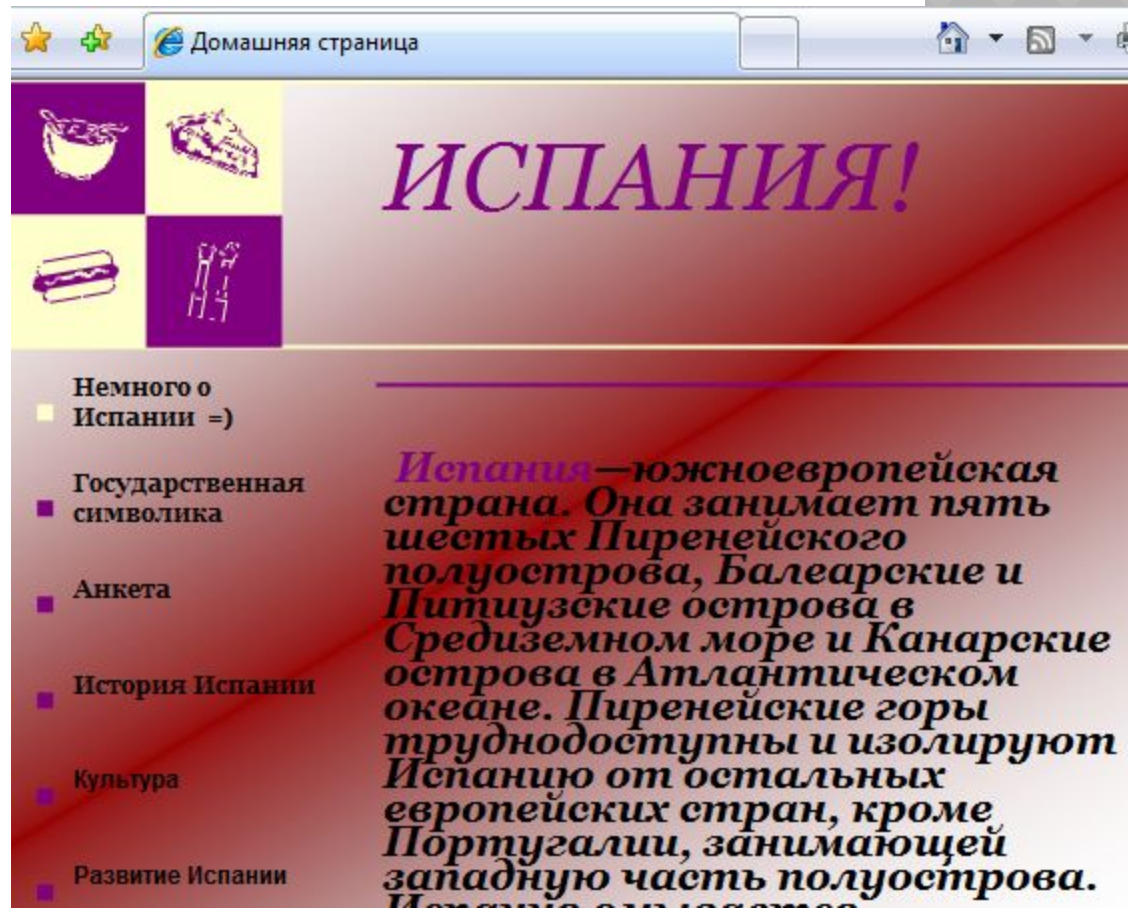 Домашняя страница
ИСПАНИЯ!
Немного о
Испании =)
Государственная
символика
Анкета
История Испании
Культура
Развитие Испании
Испания—южноевропейская
страна. Она занимает пять
шестых Пиренейского
полуострова, Балеарские и
Питиузские острова в
Средиземном море и Канарские
острова в Атлантическом
океане. Пиренейские горы
труднодоступны и изолируют
Испанию от остальных
европейских стран, кроме
Португалии, занимающей
западную часть полуострова.